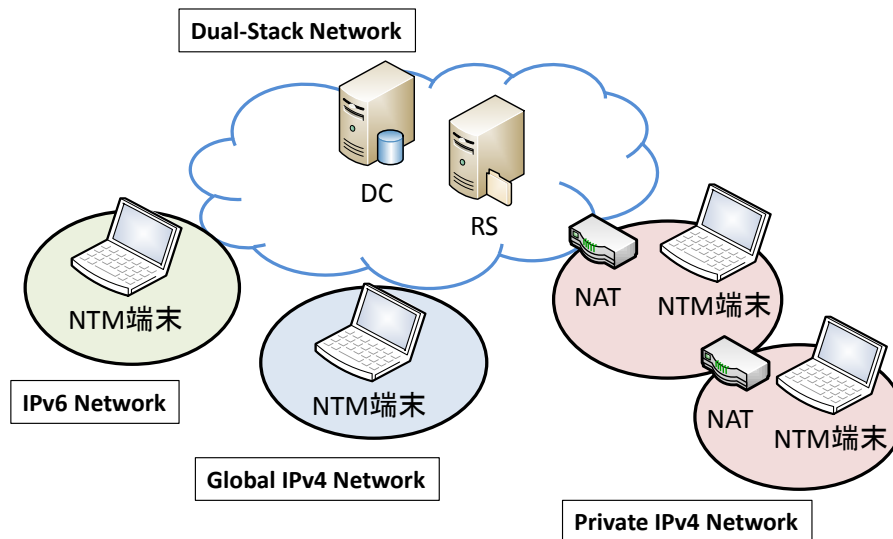 Dual-Stack Network
DC
RS
NTM端末
IPv6 Network
NTM端末
Global IPv4 Network
NAT
NTM端末
NAT
NTM端末
Private IPv4 Network